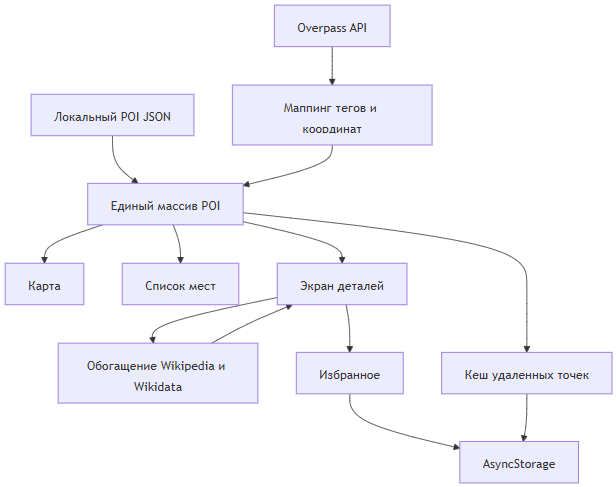 Overpass API
Локальный POI JSON
Маппинг тегов и
координат
Единый массив POI
Карта
Список мест
Экран деталей
Обогащение Wikipedia и
Wikidata
Избранное
Кеш удаленных точек
AsyncStorage